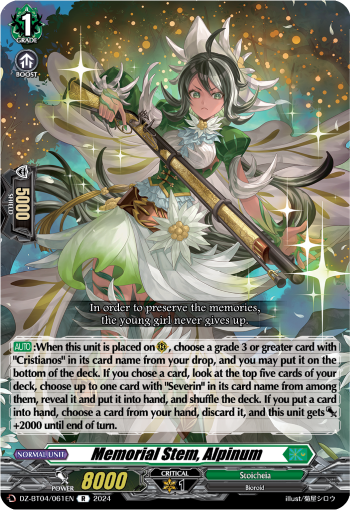 1
GRADE
BOOST
5000
SHIELD
In order to preserve the memories,
the young girl never gives up.
AUTO:When this unit is placed on , choose a grade 3 or greater card with
"Cristianos" in its card name from your drop, and you may put it on the
bottom of the deck. If you chose a card, look at the top five cards of your
deck, choose up to one card with "Severin" in its card name from among
them, reveal it and put it into hand, and shuffle the deck. If you put a card
into hand, choose a card from your hand, discard it, and this unit gets
+2000 until end of turn.
NORMAL UNIT
Memorial Stem, Alpinum
POWER
8000
CRITICAL
1
Stoicheia
Bioroid
DZ-BT04/061EN R 2024
illust/菊屋シロウ